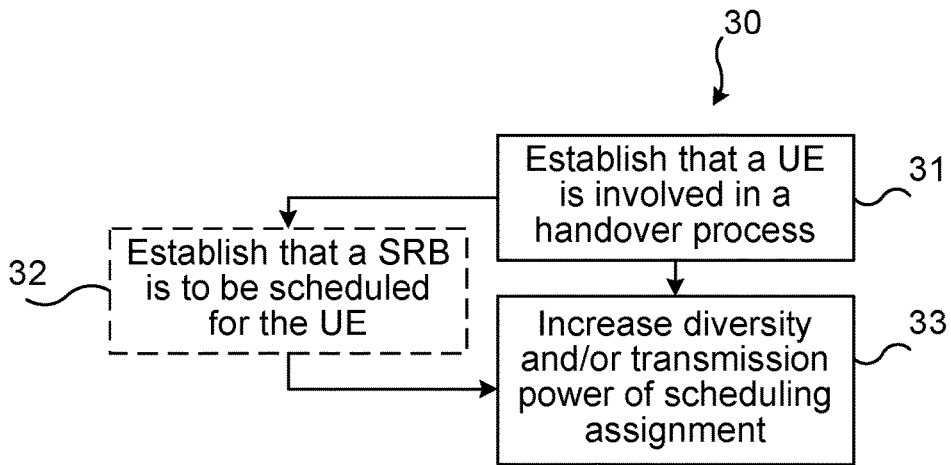 30
Establish that a UE
is involved in a
handover process
31
Establish that a SRB
is to be scheduled
for the UE
32
Increase diversity
and/or transmission
power of scheduling
assignment
33